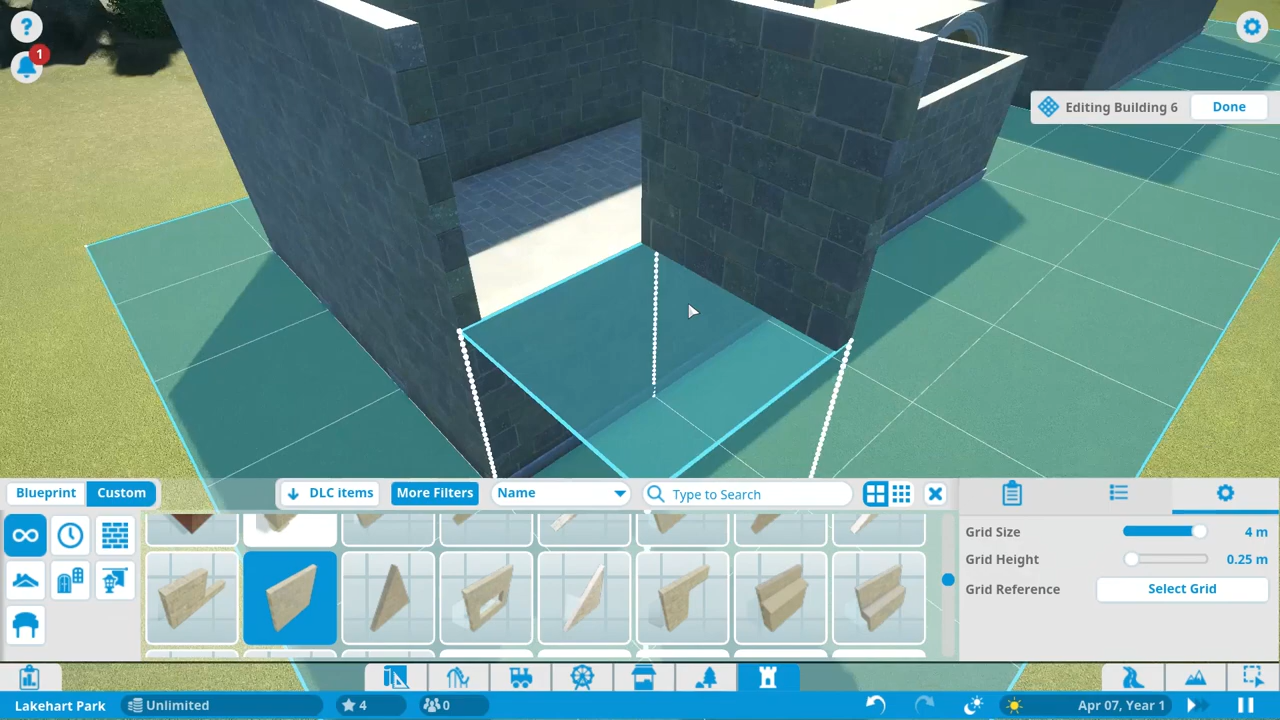 ?
1
Editing Building 6
Done
Blueprint
Custom
DLC items
More Filters
Name
Type to Search
Grid Size
4 m
Grid Height
0.25 m
Grid Reference
Select Grid
Lakehart Park
Unlimited
4
0
Apr 07, Year 1